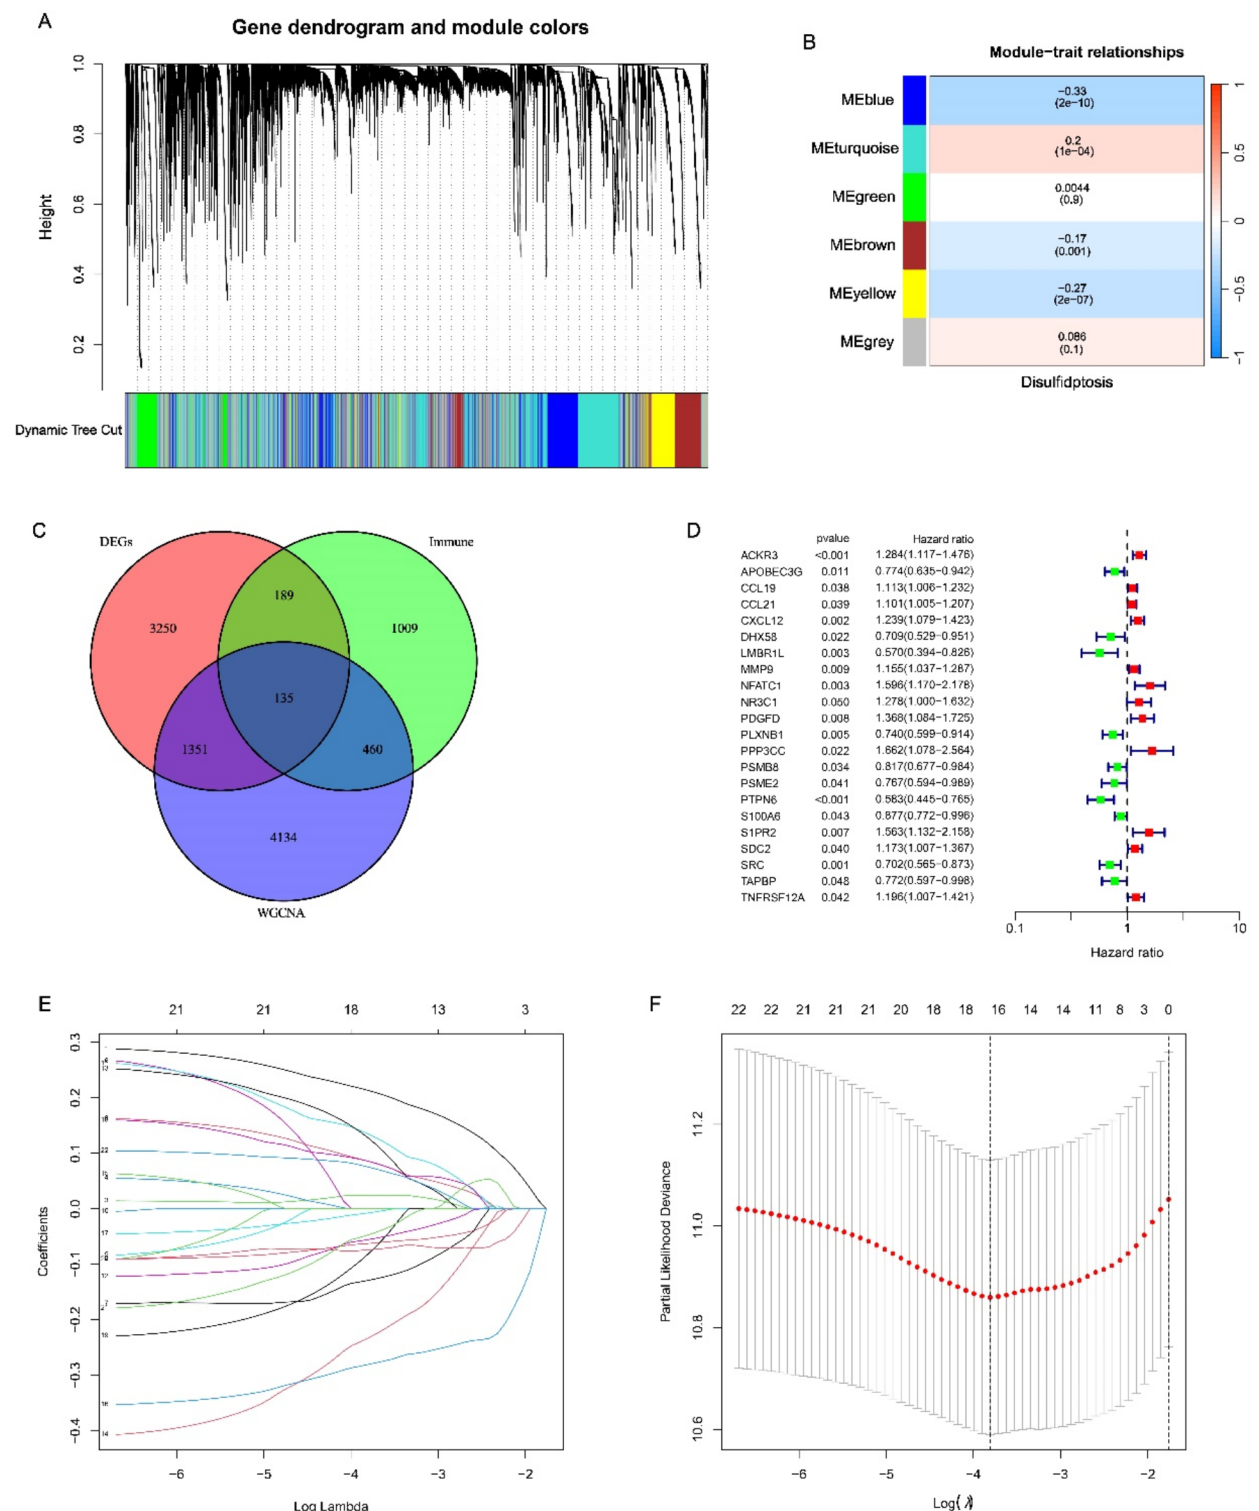 A
Gene dendrogram and module colors
Height
1.0
0.8
0.6
0.4
0.2
Dynamic Tree Cut
B
Module−trait relationships
MEblue
−0.33
(2e−10)
MEturquoise
0.2
(1e−04)
MEgreen
0.0044
(0.9)
MEbrown
−0.17
(0.001)
MEyellow
−0.27
(2e−07)
MEgrey
0.086
(0.1)
Disulfidptosis
1
0.5
0
−0.5
−1
C
DEGs
Immune
189
3250
1009
135
1351
460
4134
WGCNA
D
pvalue Hazard ratio
ACKR3 <0.001 1.284(1.117−1.476)
APOBEC3G 0.011 0.774(0.635−0.942)
CCL19 0.038 1.113(1.006−1.232)
CCL21 0.039 1.101(1.005−1.207)
CXCL12 0.002 1.239(1.079−1.423)
DHX58 0.022 0.709(0.529−0.951)
LMBR1L 0.003 0.570(0.394−0.826)
MMP9 0.009 1.155(1.037−1.287)
NFATC1 0.003 1.596(1.170−2.178)
NR3C1 0.050 1.278(1.000−1.632)
PDGFD 0.008 1.368(1.084−1.725)
PLXNB1 0.005 0.740(0.599−0.914)
PPP3CC 0.022 1.662(1.078−2.564)
PSMB8 0.034 0.817(0.677−0.984)
PSME2 0.041 0.767(0.594−0.989)
PTPN6 <0.001 0.583(0.445−0.765)
S100A6 0.043 0.877(0.772−0.996)
S1PR2 0.007 1.563(1.132−2.158)
SDC2 0.040 1.173(1.007−1.367)
SRC 0.001 0.702(0.565−0.873)
TAPBP 0.048 0.772(0.597−0.998)
TNFRSF12A 0.042 1.196(1.007−1.421)
0.1 1 10
Hazard ratio
E
21 21 18 13 3
Coefficients
0.3
0.2
0.1
0.0
−0.1
−0.2
−0.3
−0.4
−6 −5 −4 −3 −2
Log Lambda
F
22 22 21 21 21 20 18 18 16 14 14 11 8 3 0
Partial Likelihood Deviance
11.2
11.0
10.8
10.6
−6 −5 −4 −3 −2
Log(λ)